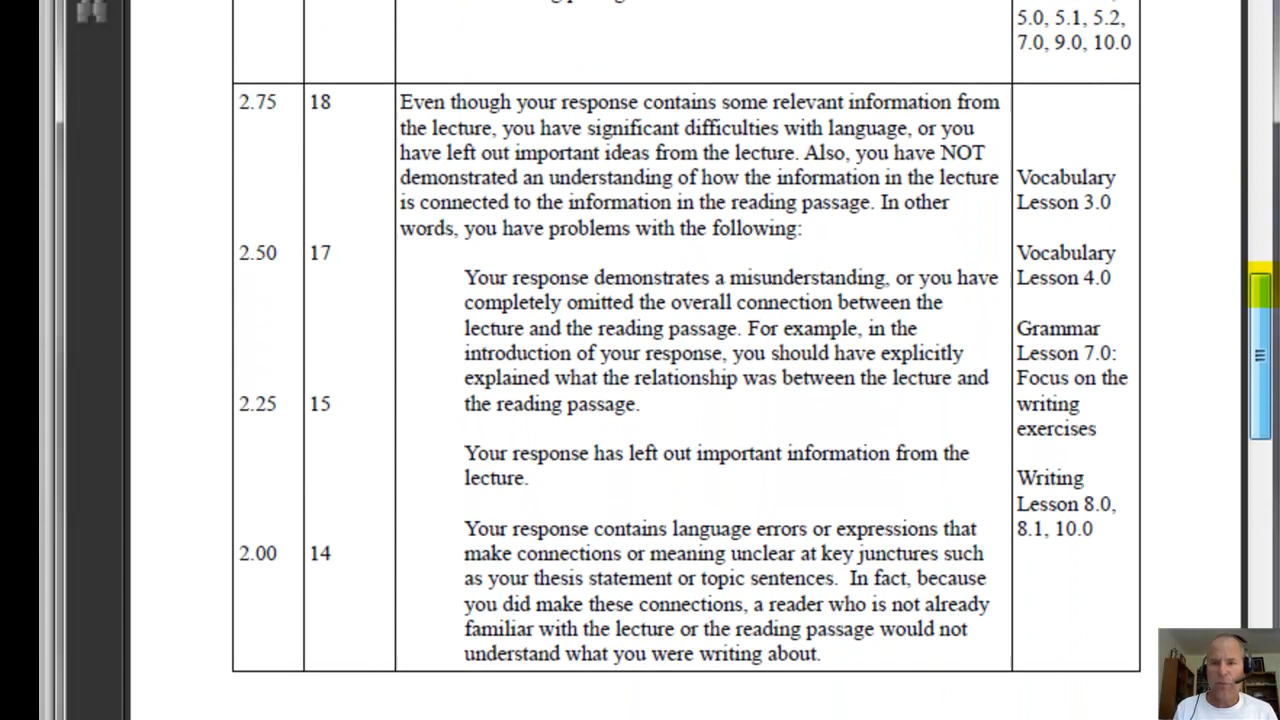 5.0, 5.1, 5.2,
7.0, 9.0, 10.0
2.75
18
Even though your response contains some relevant information from
the lecture, you have significant difficulties with language, or you
have left out important ideas from the lecture. Also, you have NOT
demonstrated an understanding of how the information in the lecture
is connected to the information in the reading passage. In other
words, you have problems with the following:
2.50
17
Your response demonstrates a misunderstanding, or you have
completely omitted the overall connection between the
lecture and the reading passage. For example, in the
introduction of your response, you should have explicitly
explained what the relationship was between the lecture and
the reading passage.
2.25
15
Your response has left out important information from the
lecture.
Your response contains language errors or expressions that
make connections or meaning unclear at key junctures such
as your thesis statement or topic sentences.  In fact, because
you did make these connections, a reader who is not already
familiar with the lecture or the reading passage would not
understand what you were writing about.
2.00
14
Vocabulary
Lesson 3.0
Vocabulary
Lesson 4.0
Grammar
Lesson 7.0:
Focus on the
writing
exercises
Writing
Lesson 8.0,
8.1, 10.0